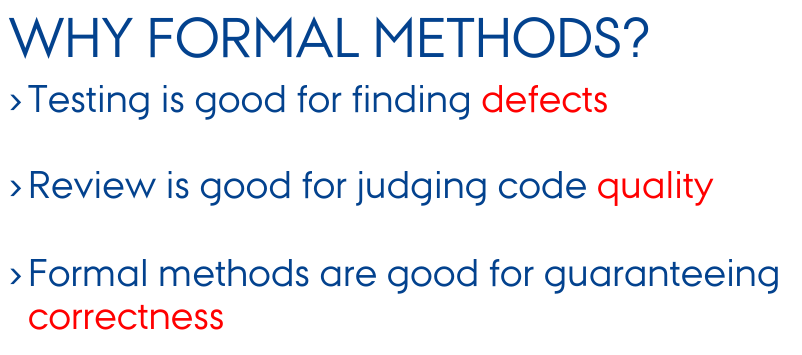 WHY FORMAL METHODS?
› Testing is good for finding defects
› Review is good for judging code quality
› Formal methods are good for guaranteeing
correctness